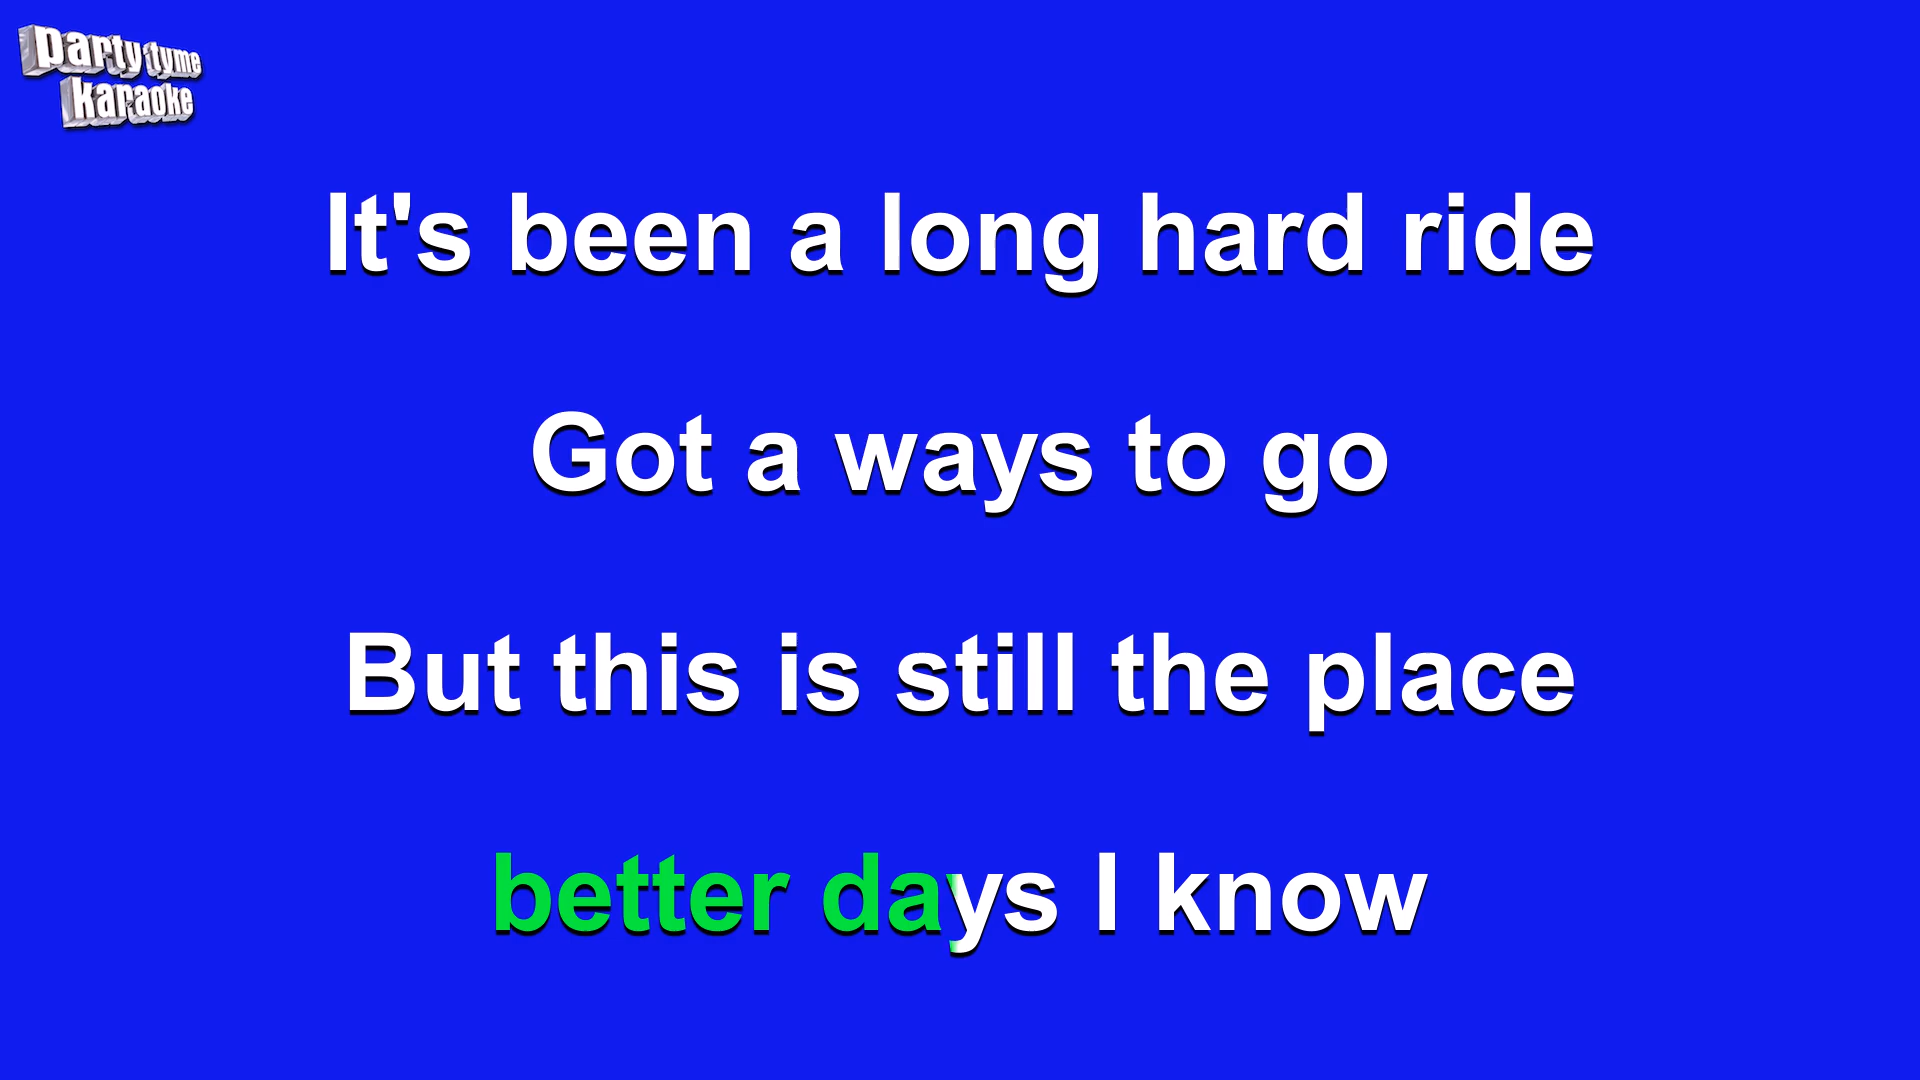 party tyme
karaoke
It's been a long hard ride
Got a ways to go
But this is still the place
better days I know